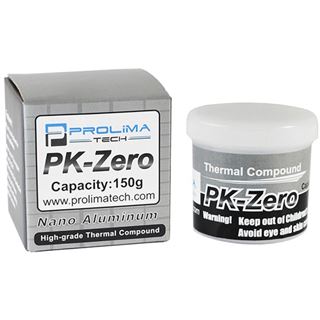 PROLIMA
TECH
PK-Zero
Capacity:150g
www.prolimatech.com
Nano Aluminum
High-grade Thermal Compound
Thermal Compound
PK-Zero
Warning!
Keep out of
Avoid eye and